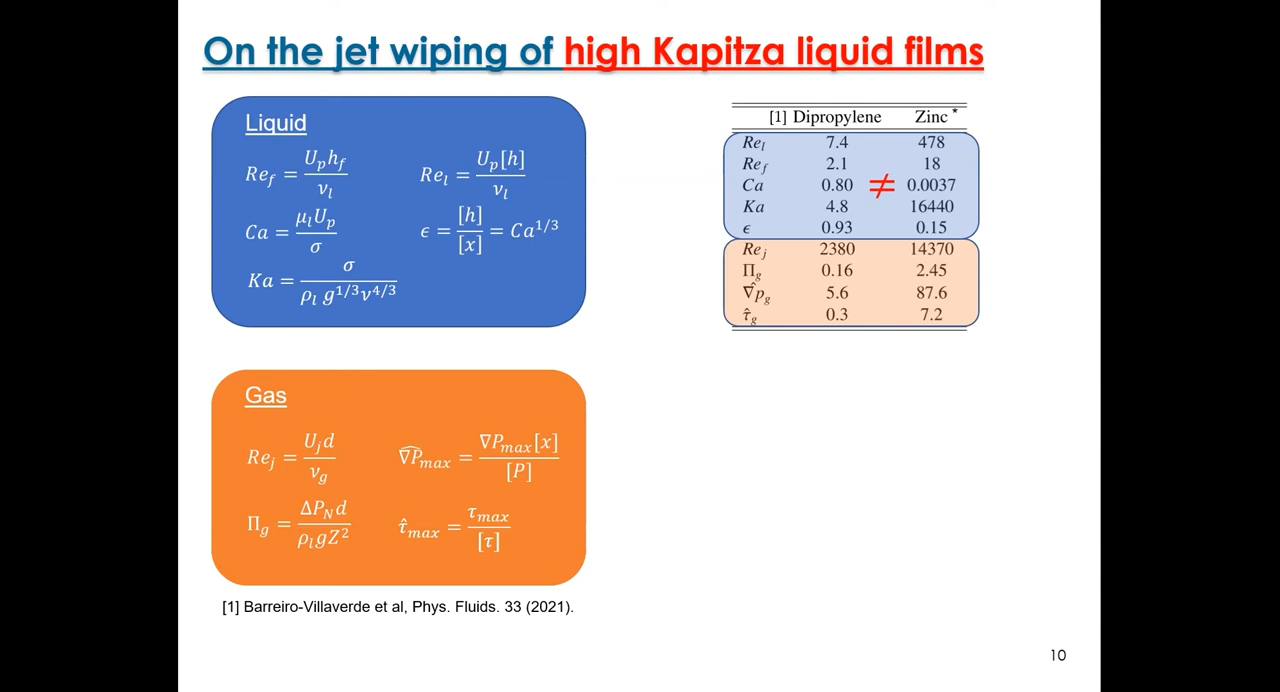 On the jet wiping of high Kapitza liquid films
Liquid
Re_f = U_p h_f / ν_l
Re_l = U_p [h] / ν_l
Ca = μ_l U_p / σ
ϵ = [h] / [x] = Ca^{1/3}
Ka = σ / ρ_l g^{1/3} ν^{4/3}
[1] Dipropylene Zinc *
Re_l 7.4 478
Re_f 2.1 18
Ca 0.80 ≠ 0.0037
Ka 4.8 16440
ϵ 0.93 0.15
Re_j 2380 14370
Π_g 0.16 2.45
∇̂p_g 5.6 87.6
τ̂_g 0.3 7.2
Gas
Re_j = U_j d / ν_g
∇̂P_max = ∇P_max [x] / [P]
Π_g = ΔP_N d / ρ_l g Z^2
τ̂_max = τ_max / [τ]
[1] Barreiro-Villaverde et al, Phys. Fluids. 33 (2021).
10